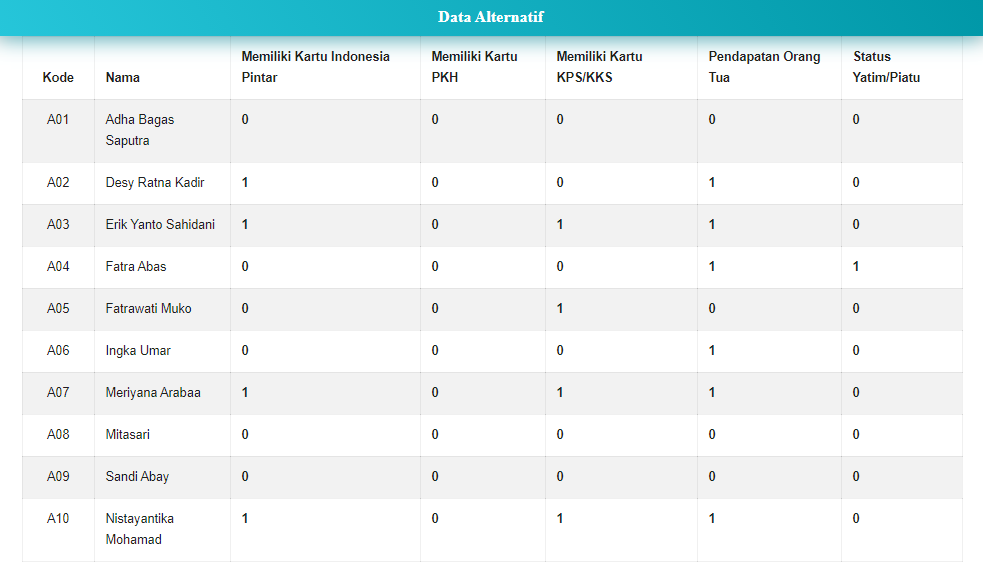 Data Alternatif
Kode Nama Memiliki Kartu Indonesia Pintar Memiliki Kartu PKH Memiliki Kartu KPS/KKS Pendapatan Orang Tua Status Yatim/Piatu
A01 Adha Bagas Saputra 0 0 0 0 0
A02 Desy Ratna Kadir 1 0 0 1 0
A03 Erik Yanto Sahidani 1 0 1 1 0
A04 Fatra Abas 0 0 0 1 1
A05 Fatrawati Muko 0 0 1 0 0
A06 Ingka Umar 0 0 0 1 0
A07 Meriyana Arabaa 1 0 1 1 0
A08 Mitasari 0 0 0 0 0
A09 Sandi Abay 0 0 0 0 0
A10 Nistayantika Mohamad 1 0 1 1 0